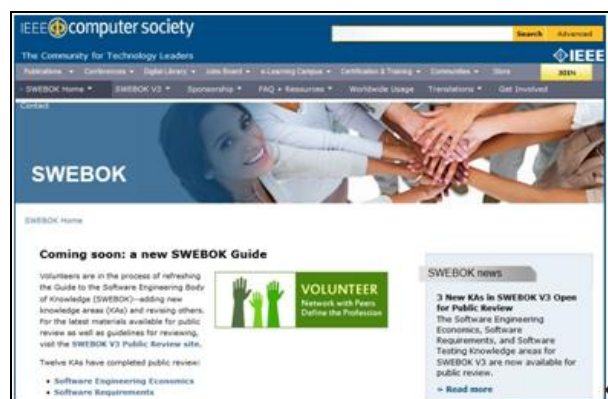 IEEE computer society
Search Advanced
The Community for Technology Leaders
IEEE
Publications Conferences Digital Library Jobs Board e-Learning Campus Certification & Training Communities Store JOIN
SWEBOK Home SWEBOK V3 Sponsorship FAQ + Resources Worldwide Usage Translations Get Involved
Contact
SWEBOK
SWEBOK Home
Coming soon: a new SWEBOK Guide
Volunteers are in the process of refreshing
the Guide to the Software Engineering Body
of Knowledge (SWEBOK)—adding new
knowledge areas (KAs) and revising others.
For the latest materials available for public
review as well as guidelines for reviewing,
visit the SWEBOK V3 Public Review site.
Twelve KAs have completed public review:
• Software Engineering Economics
• Software Requirements
VOLUNTEER
Network with Peers
Define the Profession
SWEBOK news
3 New KAs in SWEBOK V3 Open
for Public Review
The Software Engineering
Economics, Software
Requirements, and Software
Testing Knowledge areas for
SWEBOK V3 are now available for
public review.
» Read more